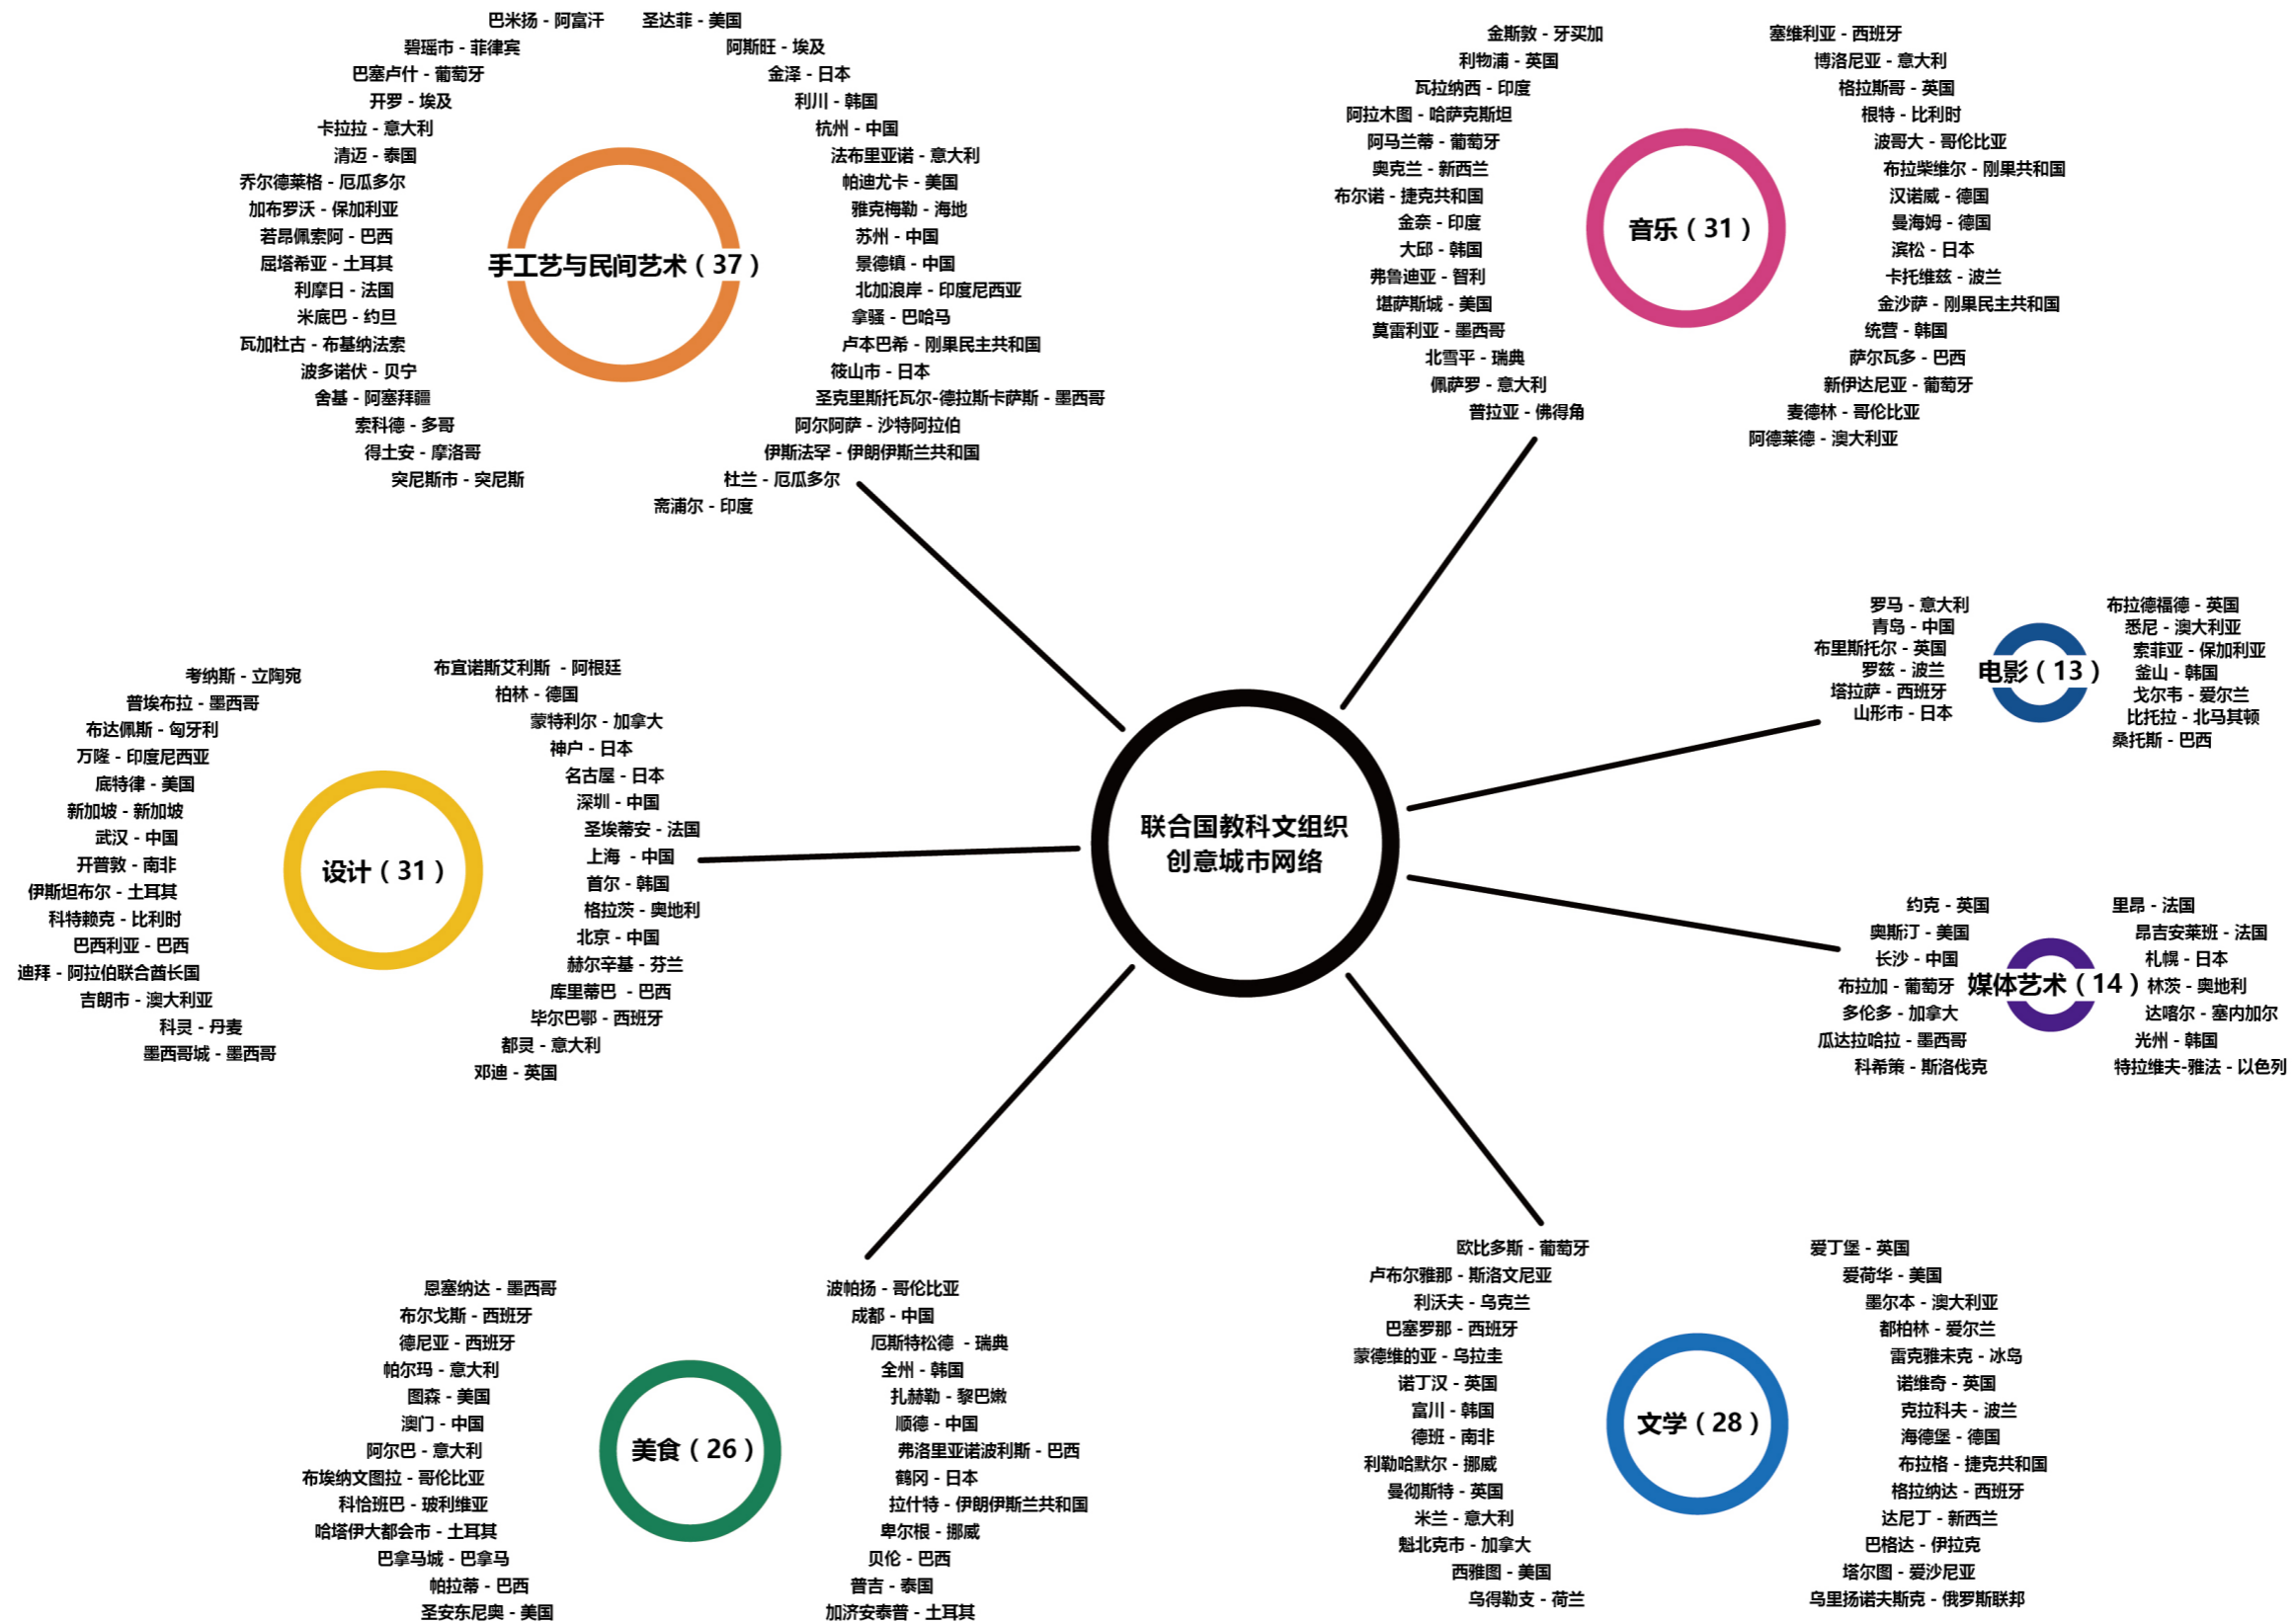 巴米扬 - 阿富汗
碧瑶市 - 菲律宾
巴塞卢什 - 葡萄牙
开罗 - 埃及
卡拉拉 - 意大利
清迈 - 泰国
乔尔德莱格 - 厄瓜多尔
加布罗沃 - 保加利亚
若昂佩索阿 - 巴西
屈塔希亚 - 土耳其
利摩日 - 法国
米底巴 - 约旦
瓦加杜古 - 布基纳法索
波多诺伏 - 贝宁
舍基 - 阿塞拜疆
索科德 - 多哥
得土安 - 摩洛哥
突尼斯市 - 突尼斯
手工艺与民间艺术（37）
圣达菲 - 美国
阿斯旺 - 埃及
金泽 - 日本
利川 - 韩国
杭州 - 中国
法布里亚诺 - 意大利
帕迪尤卡 - 美国
雅克梅勒 - 海地
苏州 - 中国
景德镇 - 中国
北加浪岸 - 印度尼西亚
拿骚 - 巴哈马
卢本巴希 - 刚果民主共和国
筱山市 - 日本
圣克里斯托瓦尔-德拉斯卡萨斯 - 墨西哥
阿尔阿萨 - 沙特阿拉伯
伊斯法罕 - 伊朗伊斯兰共和国
杜兰 - 厄瓜多尔
斋浦尔 - 印度
金斯敦 - 牙买加
利物浦 - 英国
瓦拉纳西 - 印度
阿拉木图 - 哈萨克斯坦
阿马兰蒂 - 葡萄牙
奥克兰 - 新西兰
布尔诺 - 捷克共和国
金奈 - 印度
大邱 - 韩国
弗鲁迪亚 - 智利
堪萨斯城 - 美国
莫雷利亚 - 墨西哥
北雪平 - 瑞典
佩萨罗 - 意大利
普拉亚 - 佛得角
音乐（31）
塞维利亚 - 西班牙
博洛尼亚 - 意大利
格拉斯哥 - 英国
根特 - 比利时
波哥大 - 哥伦比亚
布拉柴维尔 - 刚果共和国
汉诺威 - 德国
曼海姆 - 德国
滨松 - 日本
卡托维兹 - 波兰
金沙萨 - 刚果民主共和国
统营 - 韩国
萨尔瓦多 - 巴西
新伊达尼亚 - 葡萄牙
麦德林 - 哥伦比亚
阿德莱德 - 澳大利亚
罗马 - 意大利
青岛 - 中国
布里斯托尔 - 英国
罗兹 - 波兰
塔拉萨 - 西班牙
山形市 - 日本
电影（13）
布拉德福德 - 英国
悉尼 - 澳大利亚
索菲亚 - 保加利亚
釜山 - 韩国
戈尔韦 - 爱尔兰
比托拉 - 北马其顿
桑托斯 - 巴西
考纳斯 - 立陶宛
普埃布拉 - 墨西哥
布达佩斯 - 匈牙利
万隆 - 印度尼西亚
底特律 - 美国
新加坡 - 新加坡
武汉 - 中国
开普敦 - 南非
伊斯坦布尔 - 土耳其
科特赖克 - 比利时
巴西利亚 - 巴西
迪拜 - 阿拉伯联合酋长国
吉朗市 - 澳大利亚
科灵 - 丹麦
墨西哥城 - 墨西哥
设计（31）
布宜诺斯艾利斯 - 阿根廷
柏林 - 德国
蒙特利尔 - 加拿大
神户 - 日本
名古屋 - 日本
深圳 - 中国
圣埃蒂安 - 法国
上海 - 中国
首尔 - 韩国
格拉茨 - 奥地利
北京 - 中国
赫尔辛基 - 芬兰
库里蒂巴 - 巴西
毕尔巴鄂 - 西班牙
都灵 - 意大利
邓迪 - 英国
联合国教科文组织
创意城市网络
约克 - 英国
奥斯汀 - 美国
长沙 - 中国
布拉加 - 葡萄牙
多伦多 - 加拿大
瓜达拉哈拉 - 墨西哥
科希策 - 斯洛伐克
媒体艺术（14）
里昂 - 法国
昂吉安莱班 - 法国
札幌 - 日本
林茨 - 奥地利
达喀尔 - 塞内加尔
光州 - 韩国
特拉维夫-雅法 - 以色列
恩塞纳达 - 墨西哥
布尔戈斯 - 西班牙
德尼亚 - 西班牙
帕尔玛 - 意大利
图森 - 美国
澳门 - 中国
阿尔巴 - 意大利
布埃纳文图拉 - 哥伦比亚
科恰班巴 - 玻利维亚
哈塔伊大都会市 - 土耳其
巴拿马城 - 巴拿马
帕拉蒂 - 巴西
圣安东尼奥 - 美国
美食（26）
波帕扬 - 哥伦比亚
成都 - 中国
厄斯特松德 - 瑞典
全州 - 韩国
扎赫勒 - 黎巴嫩
顺德 - 中国
弗洛里亚诺波利斯 - 巴西
鹤冈 - 日本
拉什特 - 伊朗伊斯兰共和国
卑尔根 - 挪威
贝伦 - 巴西
普吉 - 泰国
加济安泰普 - 土耳其
欧比多斯 - 葡萄牙
卢布尔雅那 - 斯洛文尼亚
利沃夫 - 乌克兰
巴塞罗那 - 西班牙
蒙德维的亚 - 乌拉圭
诺丁汉 - 英国
富川 - 韩国
德班 - 南非
利勒哈默尔 - 挪威
曼彻斯特 - 英国
米兰 - 意大利
魁北克市 - 加拿大
西雅图 - 美国
乌得勒支 - 荷兰
文学（28）
爱丁堡 - 英国
爱荷华 - 美国
墨尔本 - 澳大利亚
都柏林 - 爱尔兰
雷克雅未克 - 冰岛
诺维奇 - 英国
克拉科夫 - 波兰
海德堡 - 德国
布拉格 - 捷克共和国
格拉纳达 - 西班牙
达尼丁 - 新西兰
巴格达 - 伊拉克
塔尔图 - 爱沙尼亚
乌里扬诺夫斯克 - 俄罗斯联邦